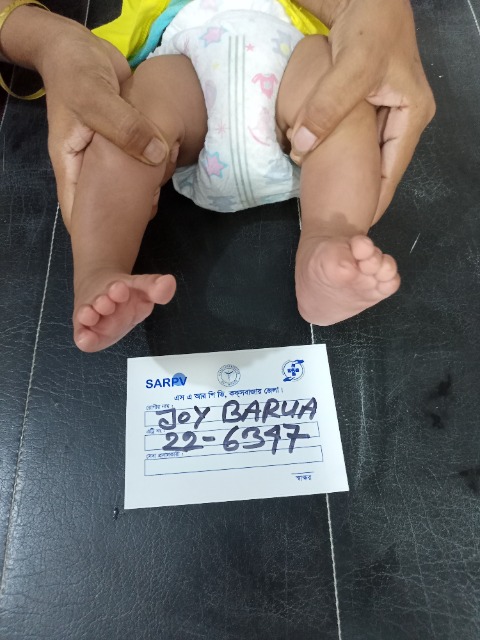 SARPV
এস এ আর পি ভি, কক্সবাজার জেলা।
রোগীর নাম:
JOY BARUA
22-6347
স্বাক্ষর